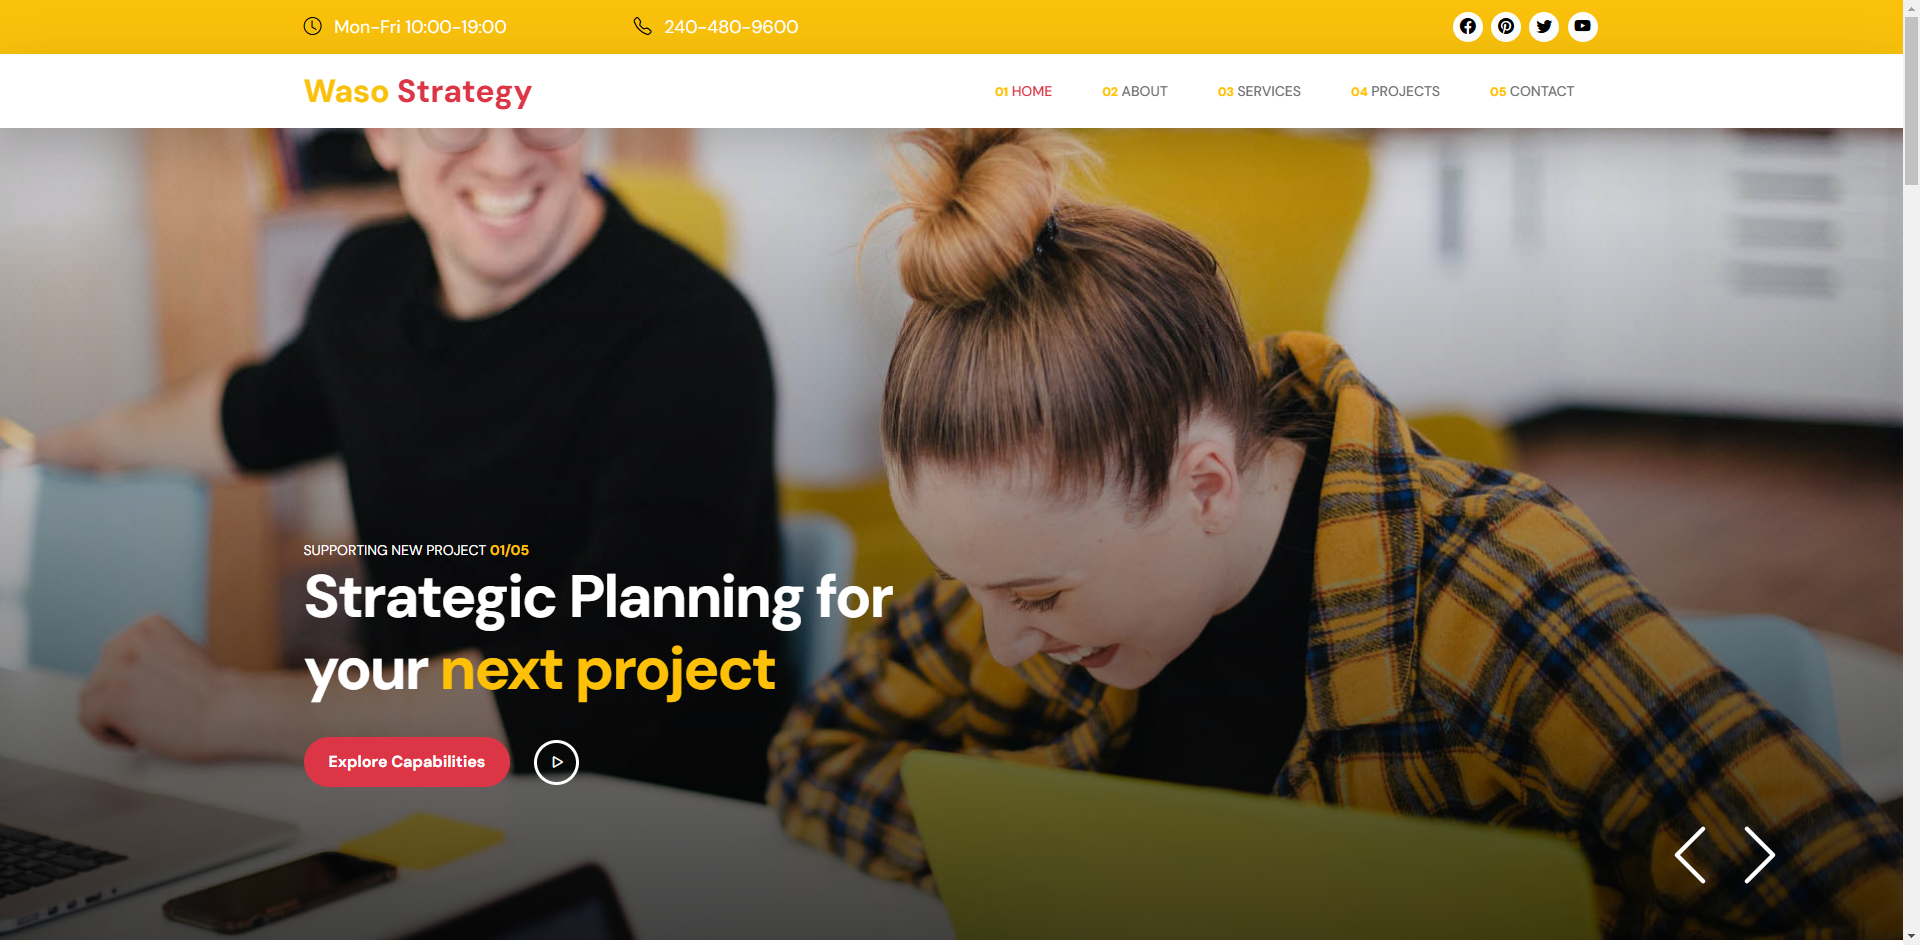 Mon-Fri 10:00-19:00
240-480-9600
Waso Strategy
01 HOME
02 ABOUT
03 SERVICES
04 PROJECTS
05 CONTACT
SUPPORTING NEW PROJECT 01/05
Strategic Planning for
your next project
Explore Capabilities